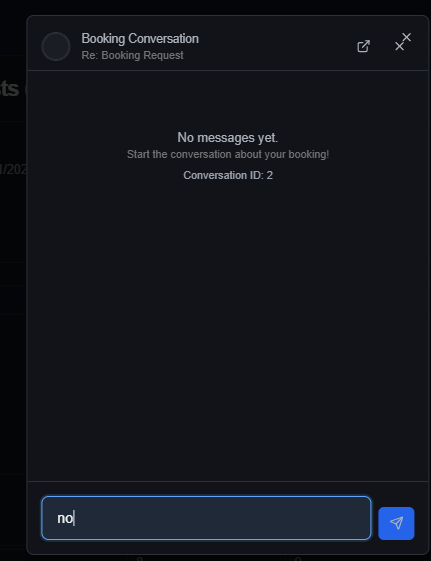 Booking Conversation
Re: Booking Request
No messages yet.
Start the conversation about your booking!
Conversation ID: 2
no